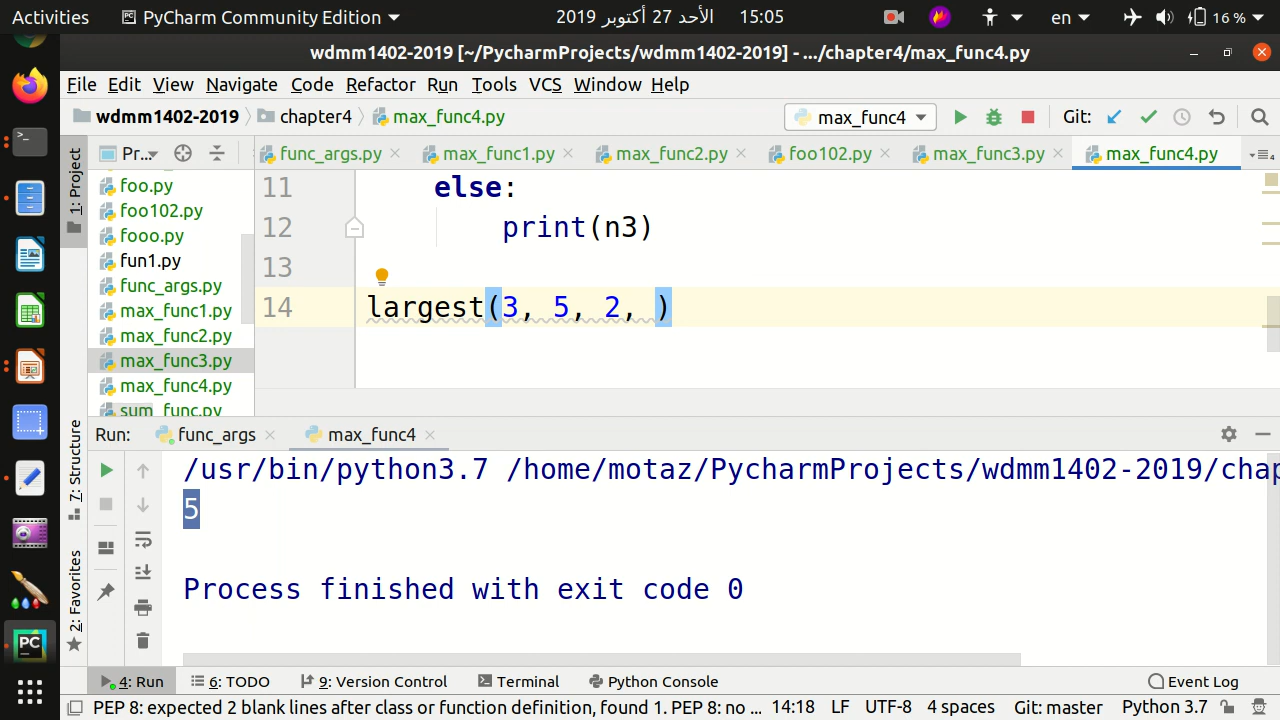 Activities PyCharm Community Edition الأحد 27 أكتوبر 2019 15:05 en 16 %
wdmm1402-2019 [~/PycharmProjects/wdmm1402-2019] - .../chapter4/max_func4.py
File Edit View Navigate Code Refactor Run Tools VCS Window Help
wdmm1402-2019 chapter4 max_func4.py max_func4 Git:
1: Project
Pr... func_args.py max_func1.py max_func2.py foo102.py max_func3.py max_func4.py
foo.py
foo102.py
fooo.py
fun1.py
func_args.py
max_func1.py
max_func2.py
max_func3.py
max_func4.py
sum_func.py
11 else:
12 print(n3)
13
14 largest(3, 5, 2, )
Run: func_args max_func4
/usr/bin/python3.7 /home/motaz/PycharmProjects/wdmm1402-2019/chap
5
Process finished with exit code 0
7: Structure
2: Favorites
4: Run 6: TODO 9: Version Control Terminal Python Console Event Log
PEP 8: expected 2 blank lines after class or function definition, found 1. PEP 8: no ... 14:18 LF UTF-8 4 spaces Git: master Python 3.7